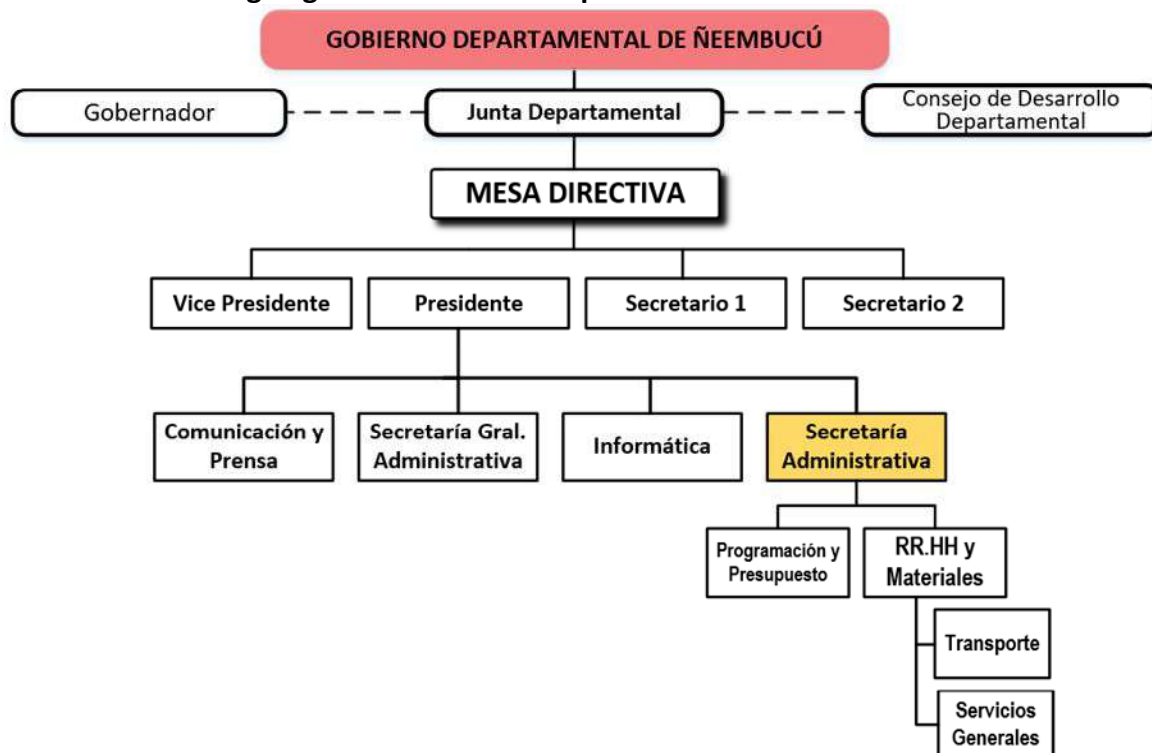 GOBIERNO DEPARTAMENTAL DE ÑEEMBUCÚ
Gobernador
Junta Departamental
Consejo de Desarrollo
Departamental
MESA DIRECTIVA
Vice Presidente
Presidente
Secretario 1
Secretario 2
Comunicación y
Prensa
Secretaría Gral.
Administrativa
Informática
Secretaría
Administrativa
Programación y
Presupuesto
RR.HH y
Materiales
Transporte
Servicios
Generales